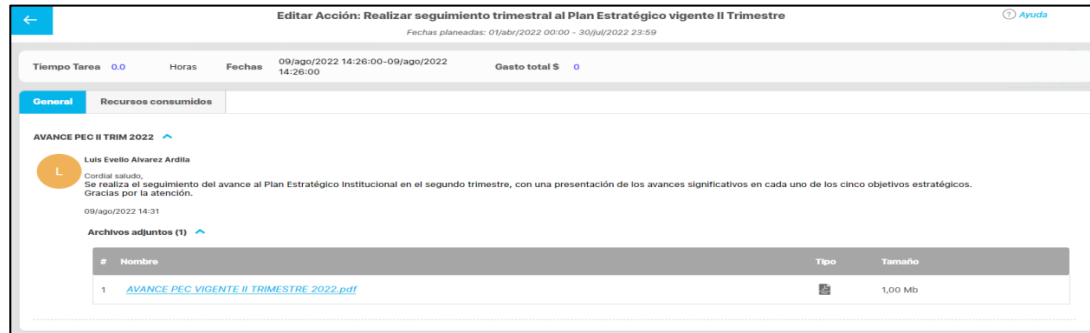 Editar Acción: Realizar seguimiento trimestral al Plan Estratégico vigente II Trimestre
? Ayuda
Fechas planeadas: 01/abr/2022 00:00 - 30/jul/2022 23:59
Tiempo Tarea 0.0 Horas Fechas 09/ago/2022 14:26:00-09/ago/2022 14:26:00 Gasto total $ 0
General Recursos consumidos
AVANCE PEC II TRIM 2022
L
Luis Evelio Alvarez Ardila
Cordial saludo,
Se realiza el seguimiento del avance al Plan Estratégico Institucional en el segundo trimestre, con una presentación de los avances significativos en cada uno de los cinco objetivos estratégicos.
Gracias por la atención.
09/ago/2022 14:31
Archivos adjuntos (1)
# Nombre Tipo Tamaño
1 AVANCE PEC VIGENTE II TRIMESTRE 2022.pdf 1,00 Mb